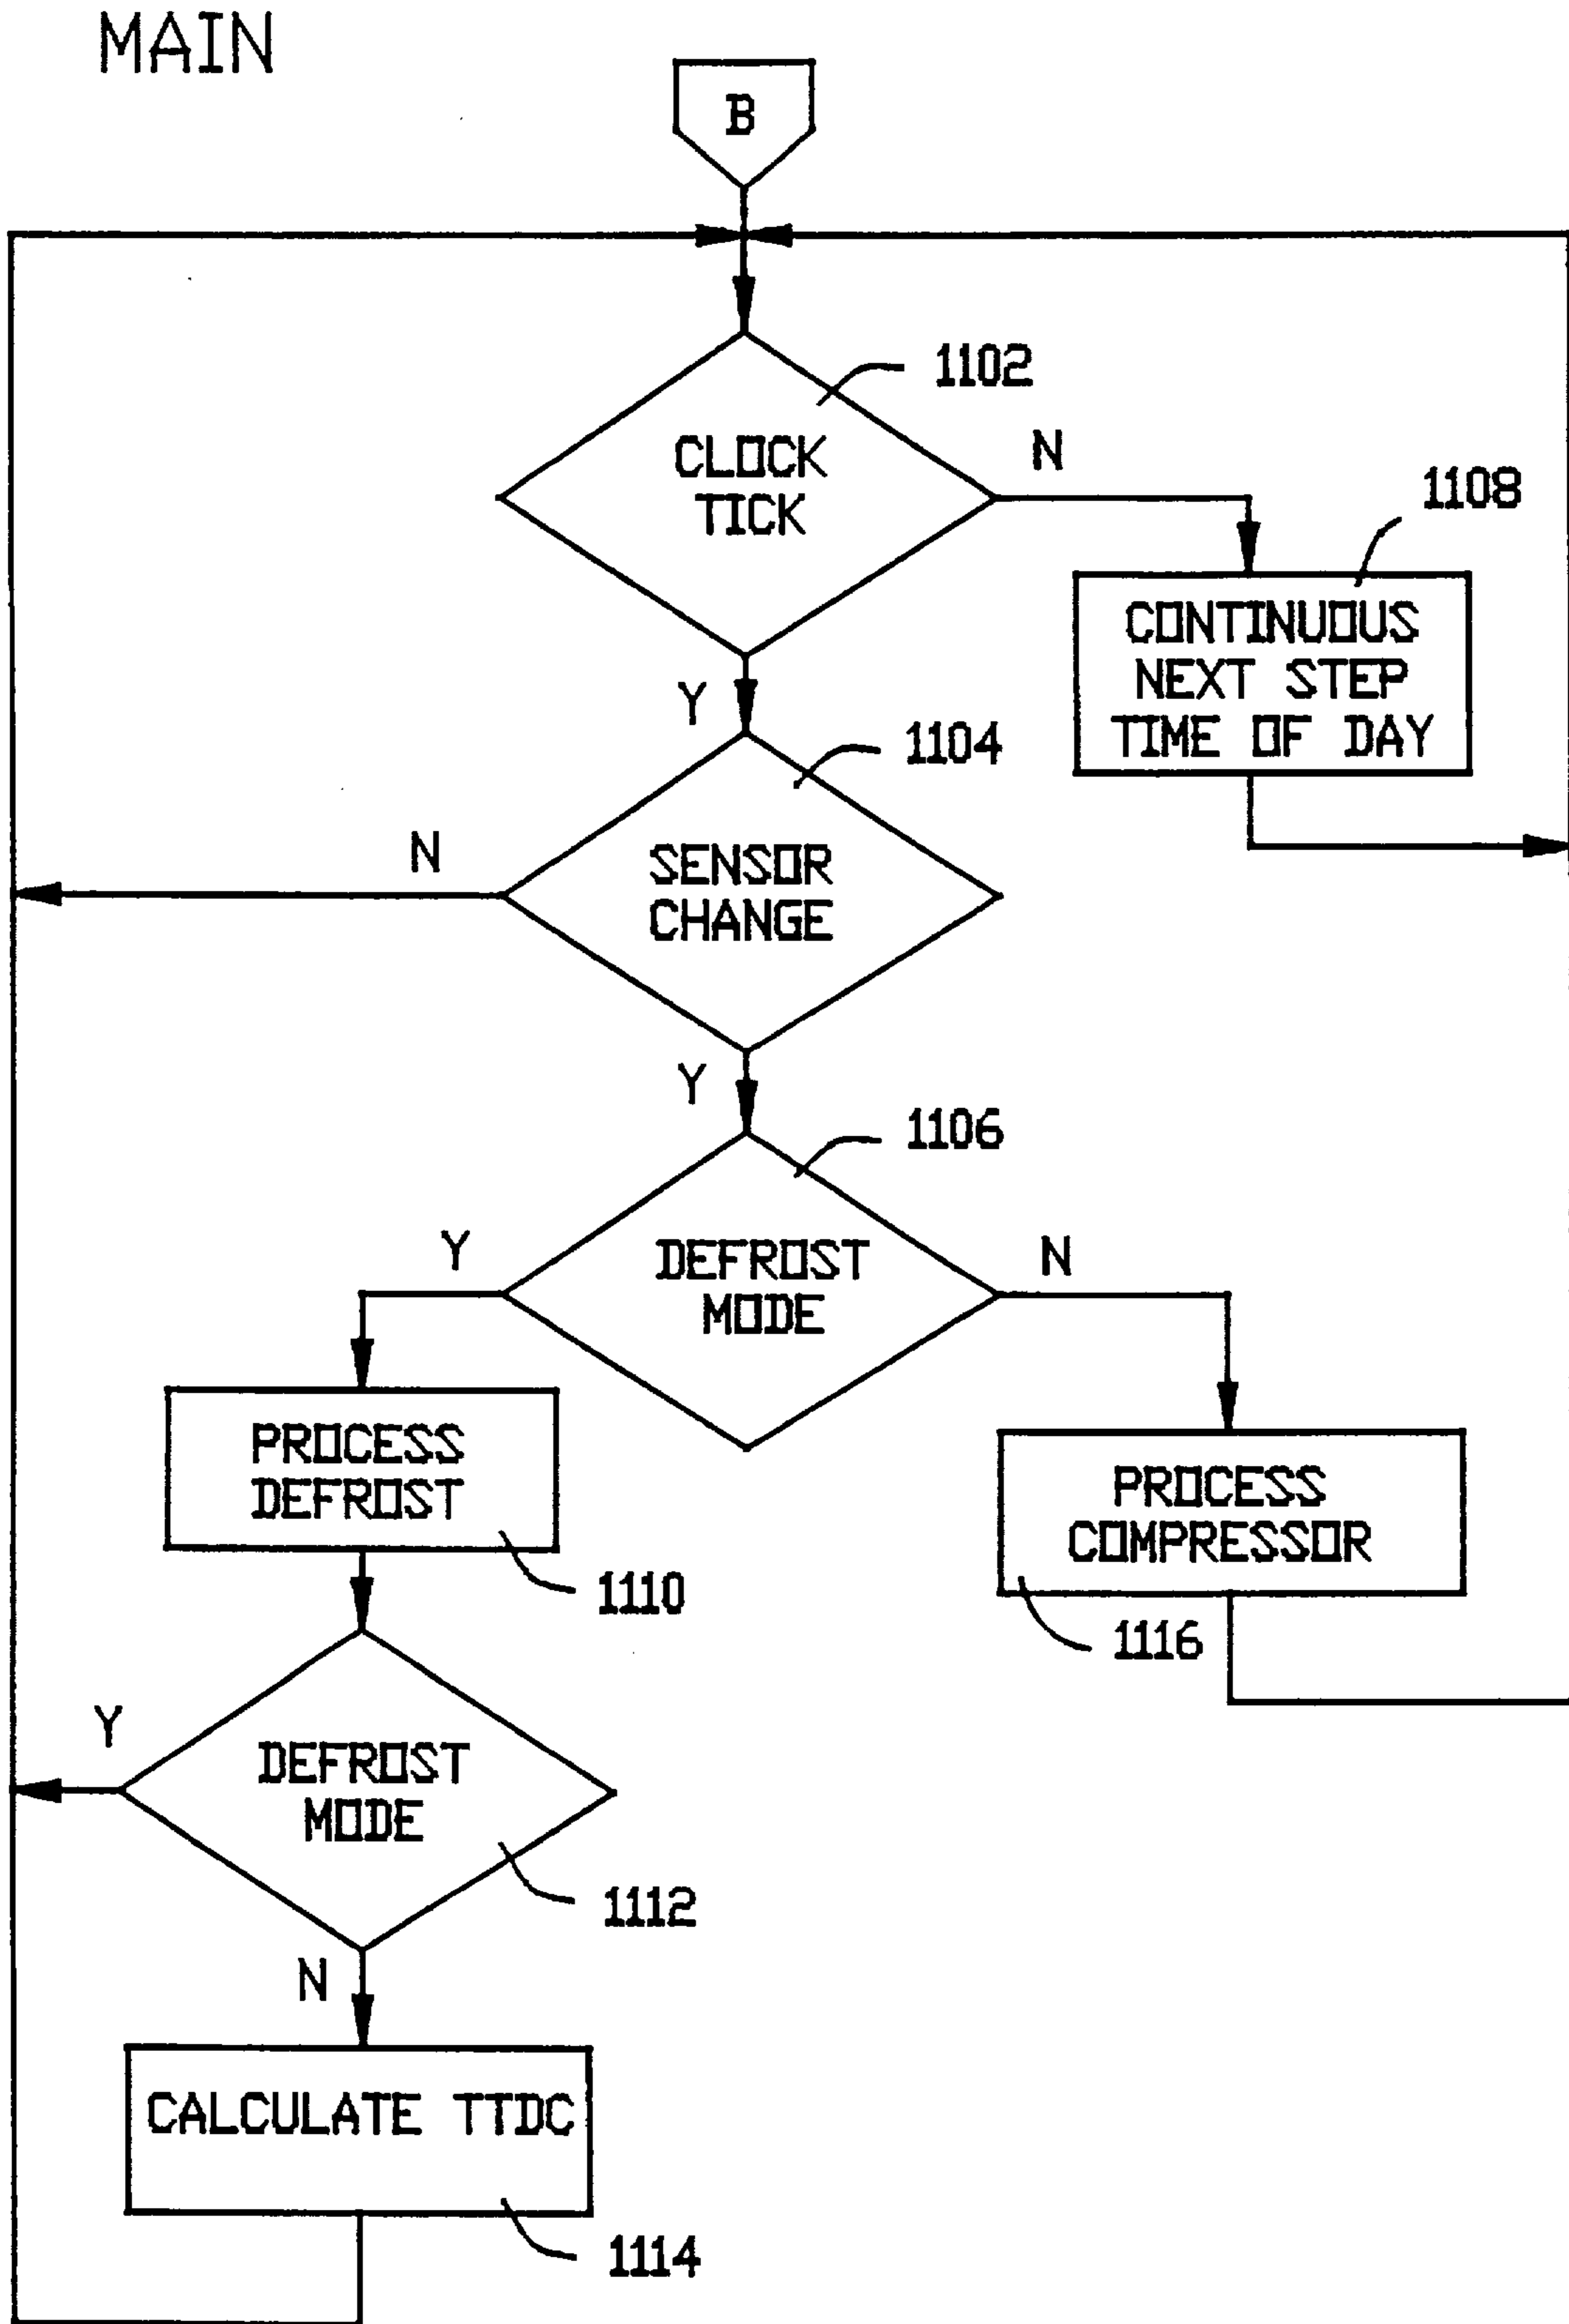 MAIN
B
1102
CLOCK
TICK
N
1108
CONTINUOUS
NEXT STEP
TIME OF DAY
Y
1104
N
SENSOR
CHANGE
Y
1106
Y
DEFROST
MODE
N
PROCESS
DEFROST
1110
PROCESS
COMPRESSOR
1116
Y
DEFROST
MODE
1112
N
CALCULATE TTDC
1114